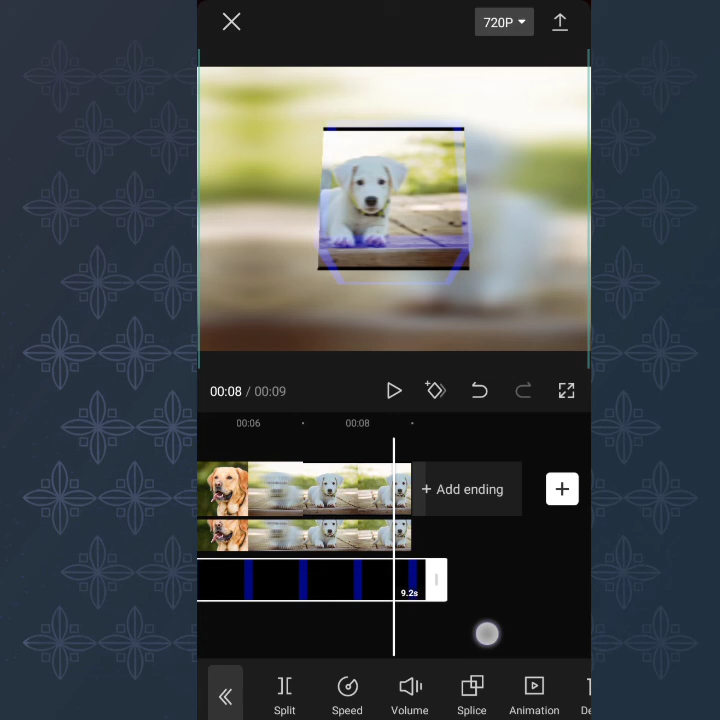 720P
00:08 / 00:09
00:06
00:08
+ Add ending
+
9.2s
Split
Speed
Volume
Splice
Animation